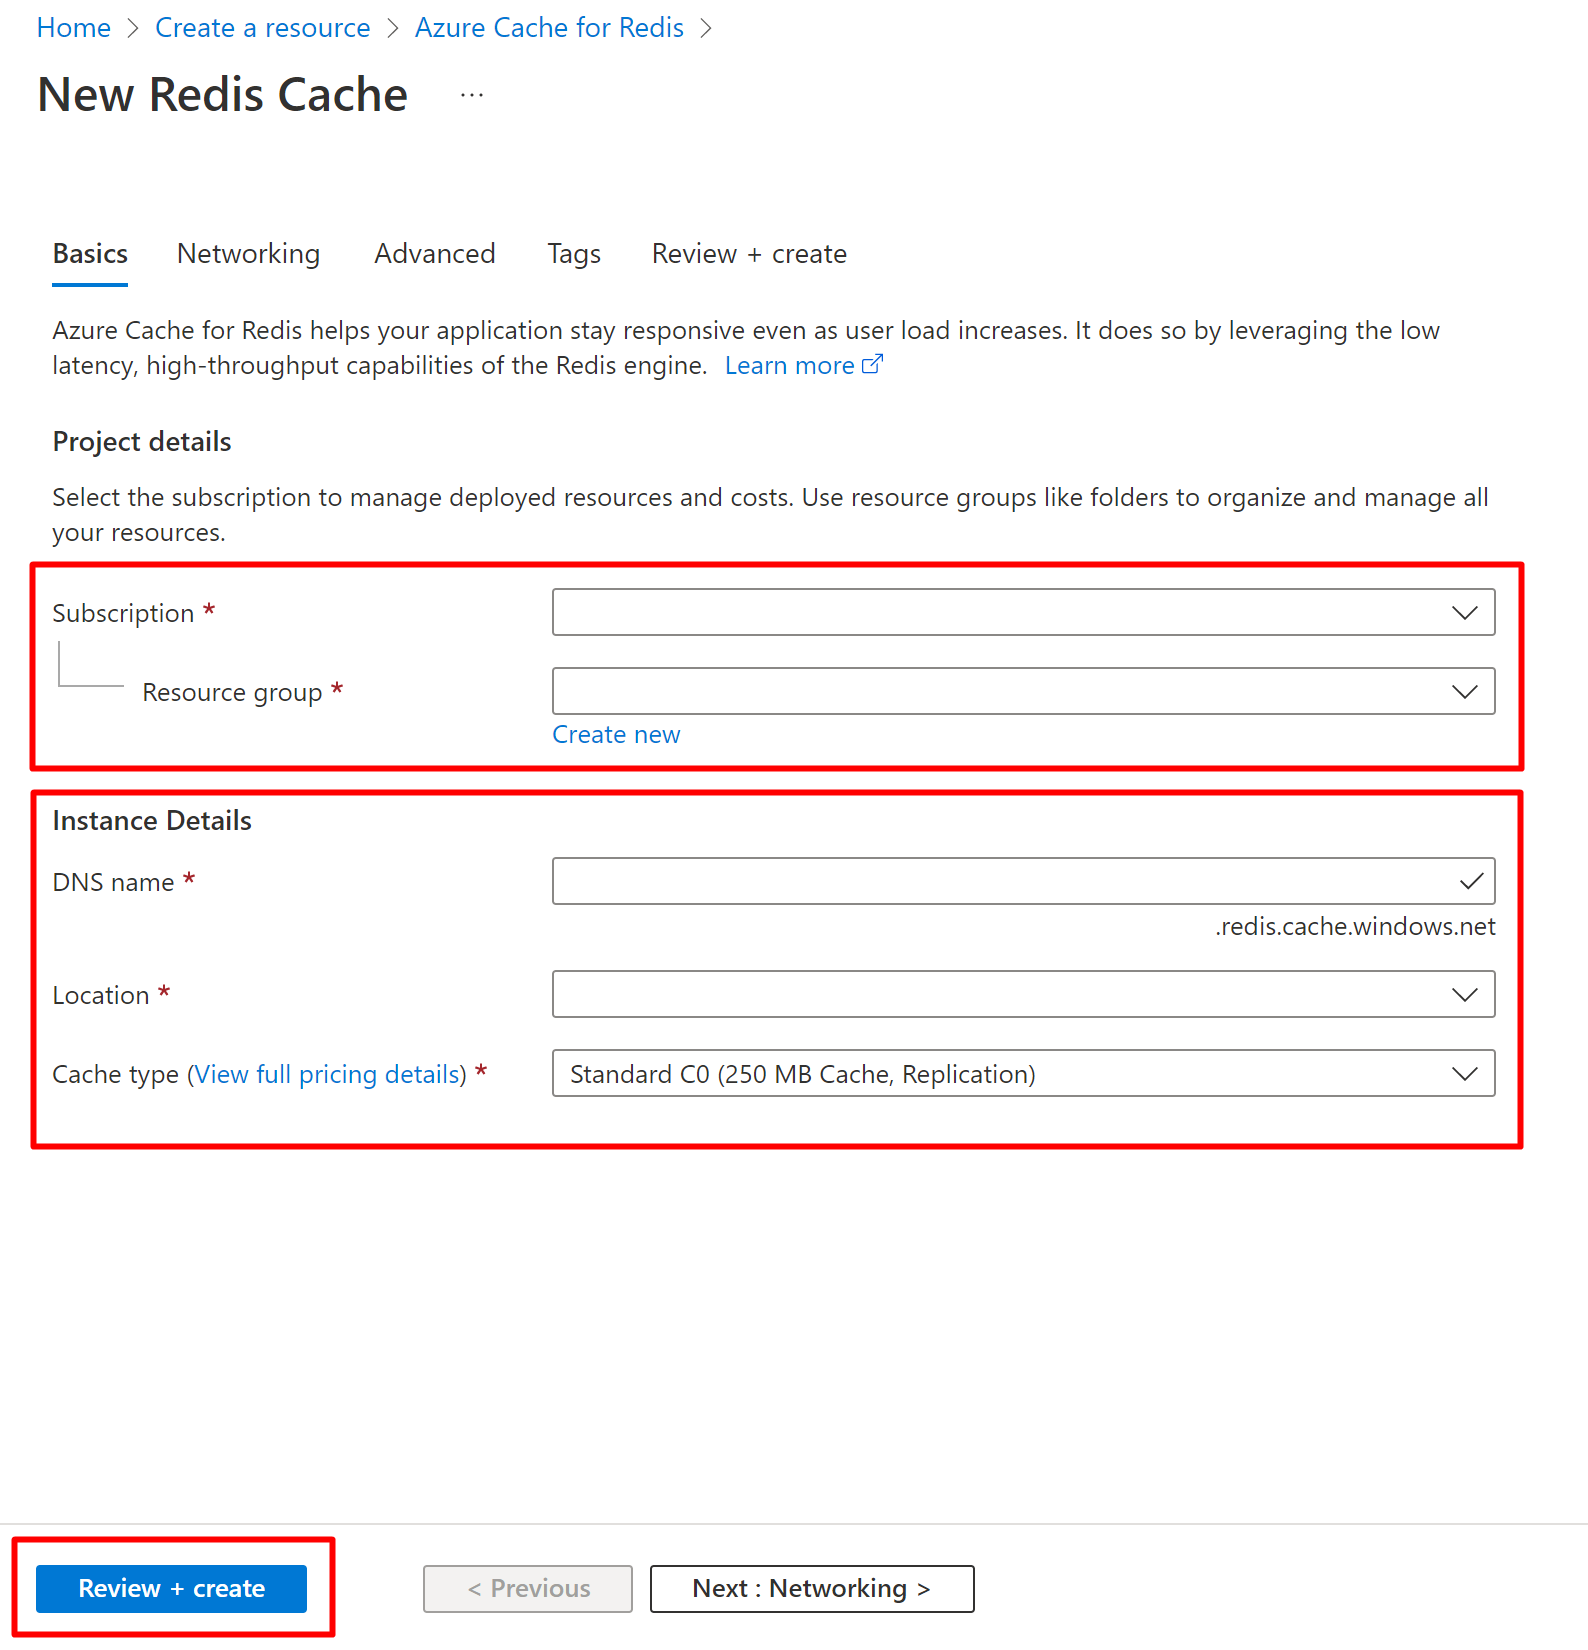 Home > Create a resource > Azure Cache for Redis >
New Redis Cache ...
Basics Networking Advanced Tags Review + create
Azure Cache for Redis helps your application stay responsive even as user load increases. It does so by leveraging the low
latency, high-throughput capabilities of the Redis engine. Learn more
Project details
Select the subscription to manage deployed resources and costs. Use resource groups like folders to organize and manage all
your resources.
Subscription *
Resource group *
Create new
Instance Details
DNS name *
.redis.cache.windows.net
Location *
Cache type (View full pricing details) * Standard C0 (250 MB Cache, Replication)
Review + create < Previous Next : Networking >